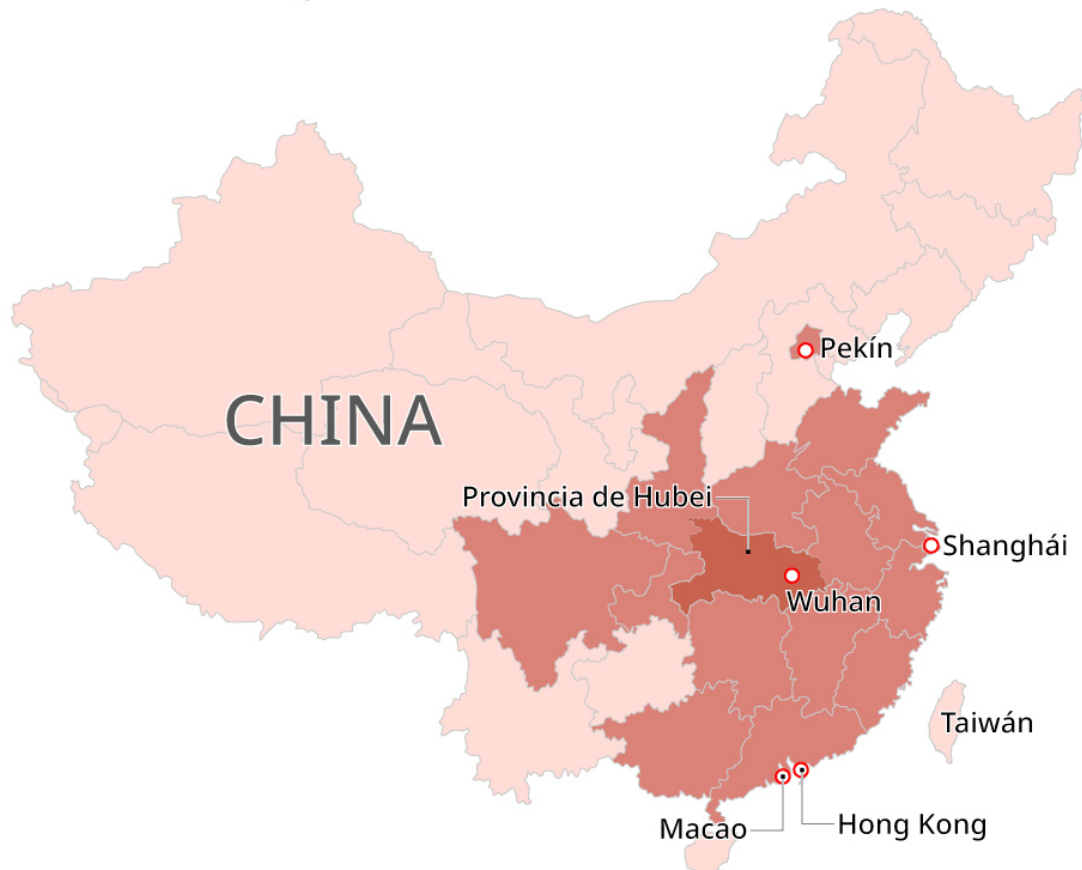 Pekín
CHINA
Provincia de Hubei
Shanghái
Wuhan
Taiwán
Macao
Hong Kong